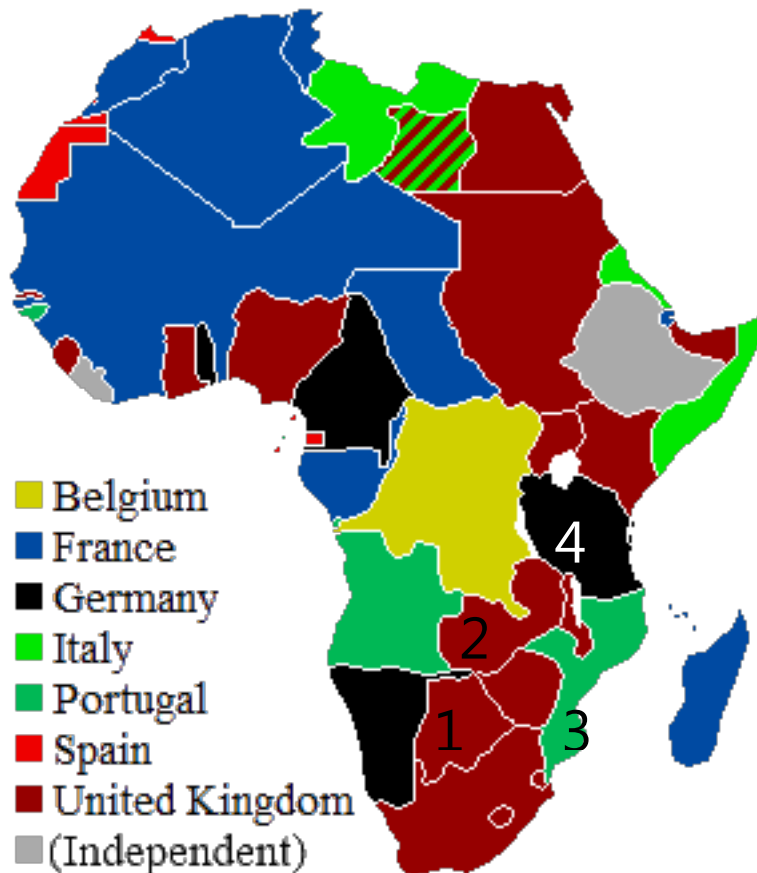 4
2
1
3
Belgium
France
Germany
Italy
Portugal
Spain
United Kingdom
(Independent)